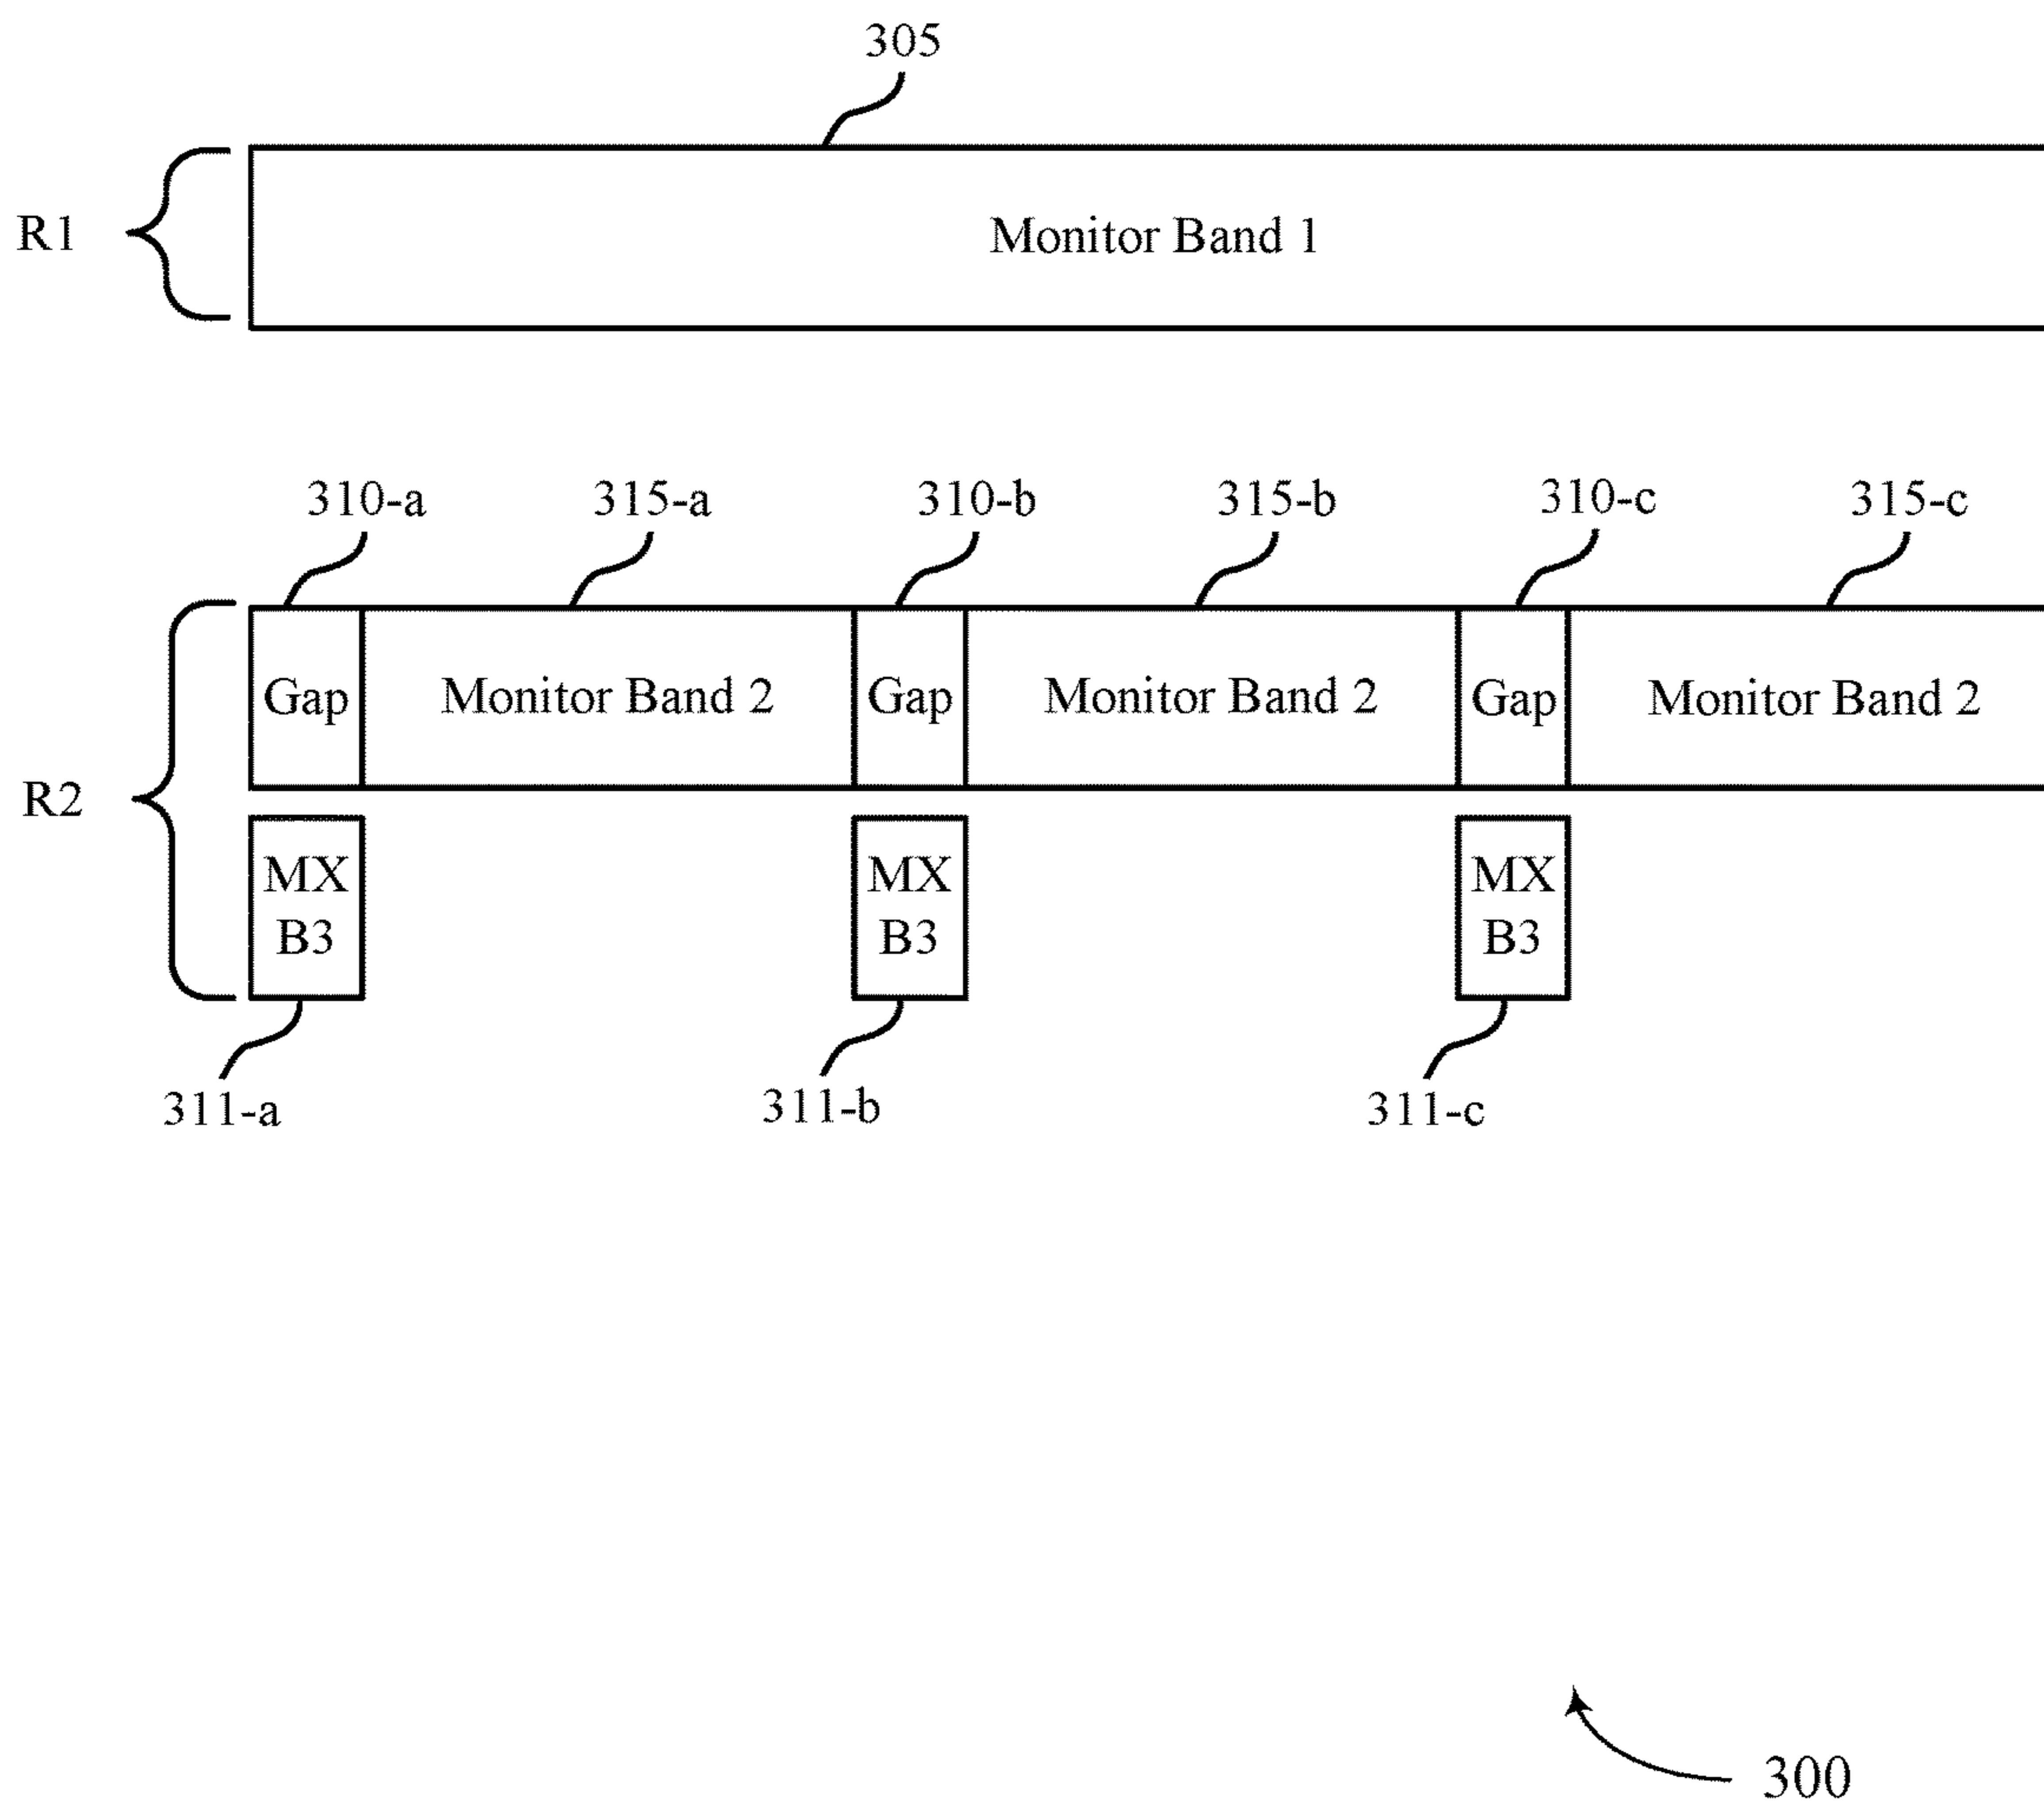 305
R1
Monitor Band 1
310-a 315-a 310-b 315-b 310-c 315-c
Gap Monitor Band 2 Gap Monitor Band 2 Gap Monitor Band 2
R2
MX MX MX
B3 B3 B3
311-a 311-b 311-c
300